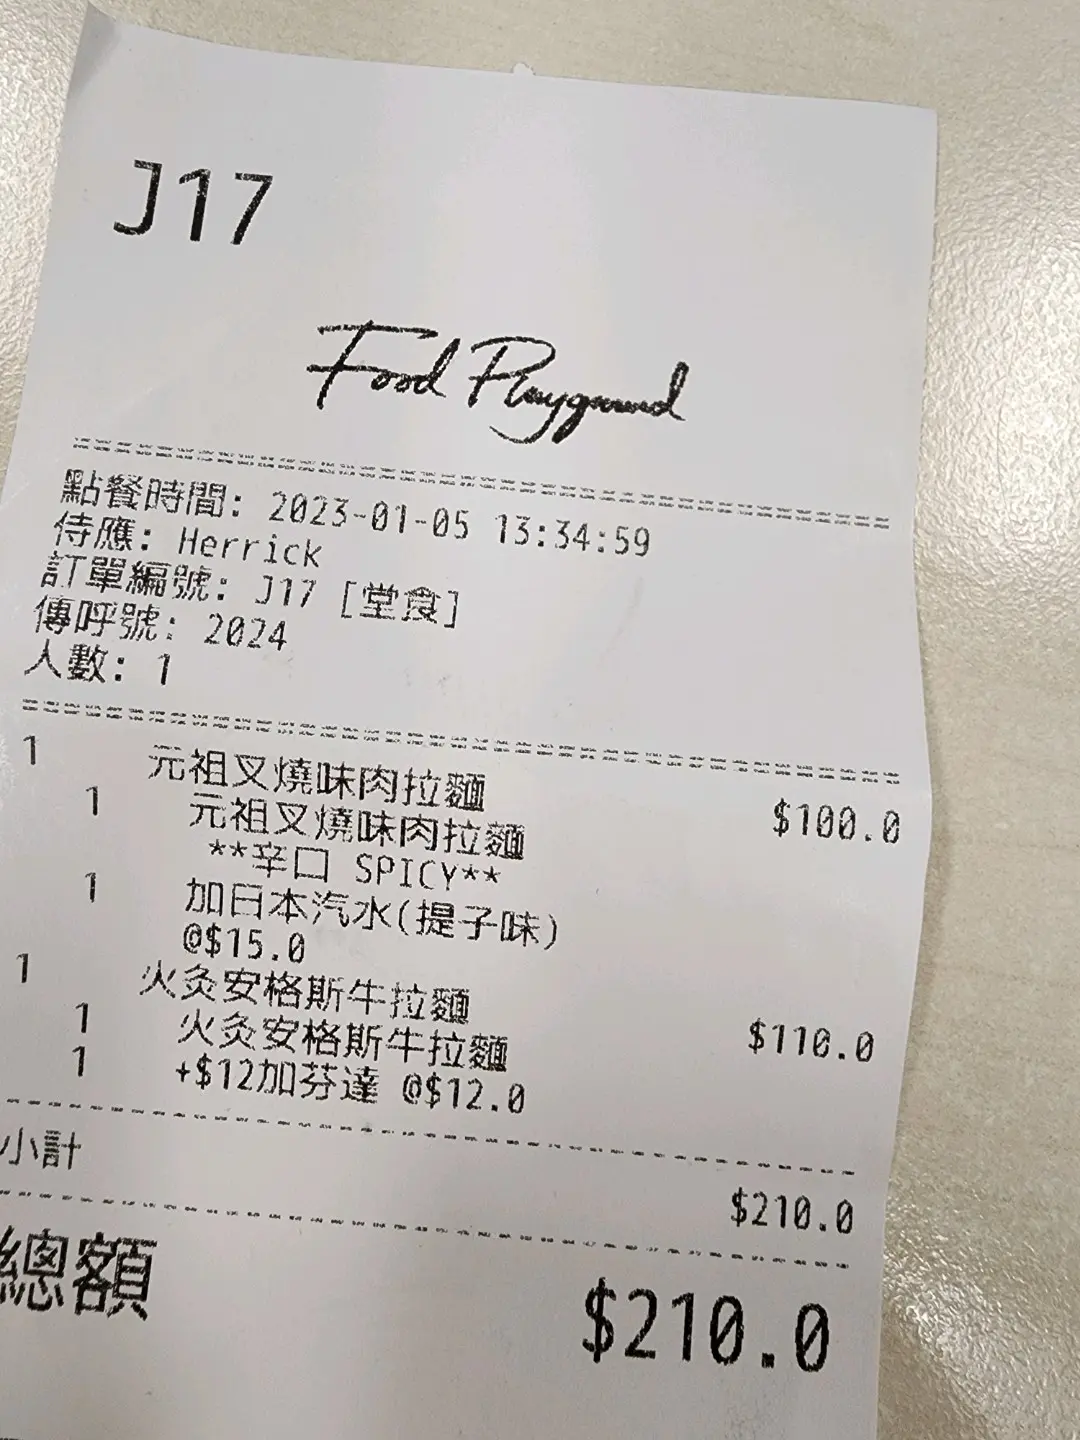 J17
Food Playground
點餐時間: 2023-01-05 13:34:59
侍應: Herrick
訂單編號: J17 [堂食]
傳呼號: 2024
人數: 1
1 元祖叉燒味肉拉麵 $100.0
1 元祖叉燒味肉拉麵
**辛口 SPICY**
1 加日本汽水(提子味)
@$15.0
1 火灸安格斯牛拉麵 $110.0
1 火灸安格斯牛拉麵
1 +$12加芬達 @$12.0
小計 $210.0
總額 $210.0